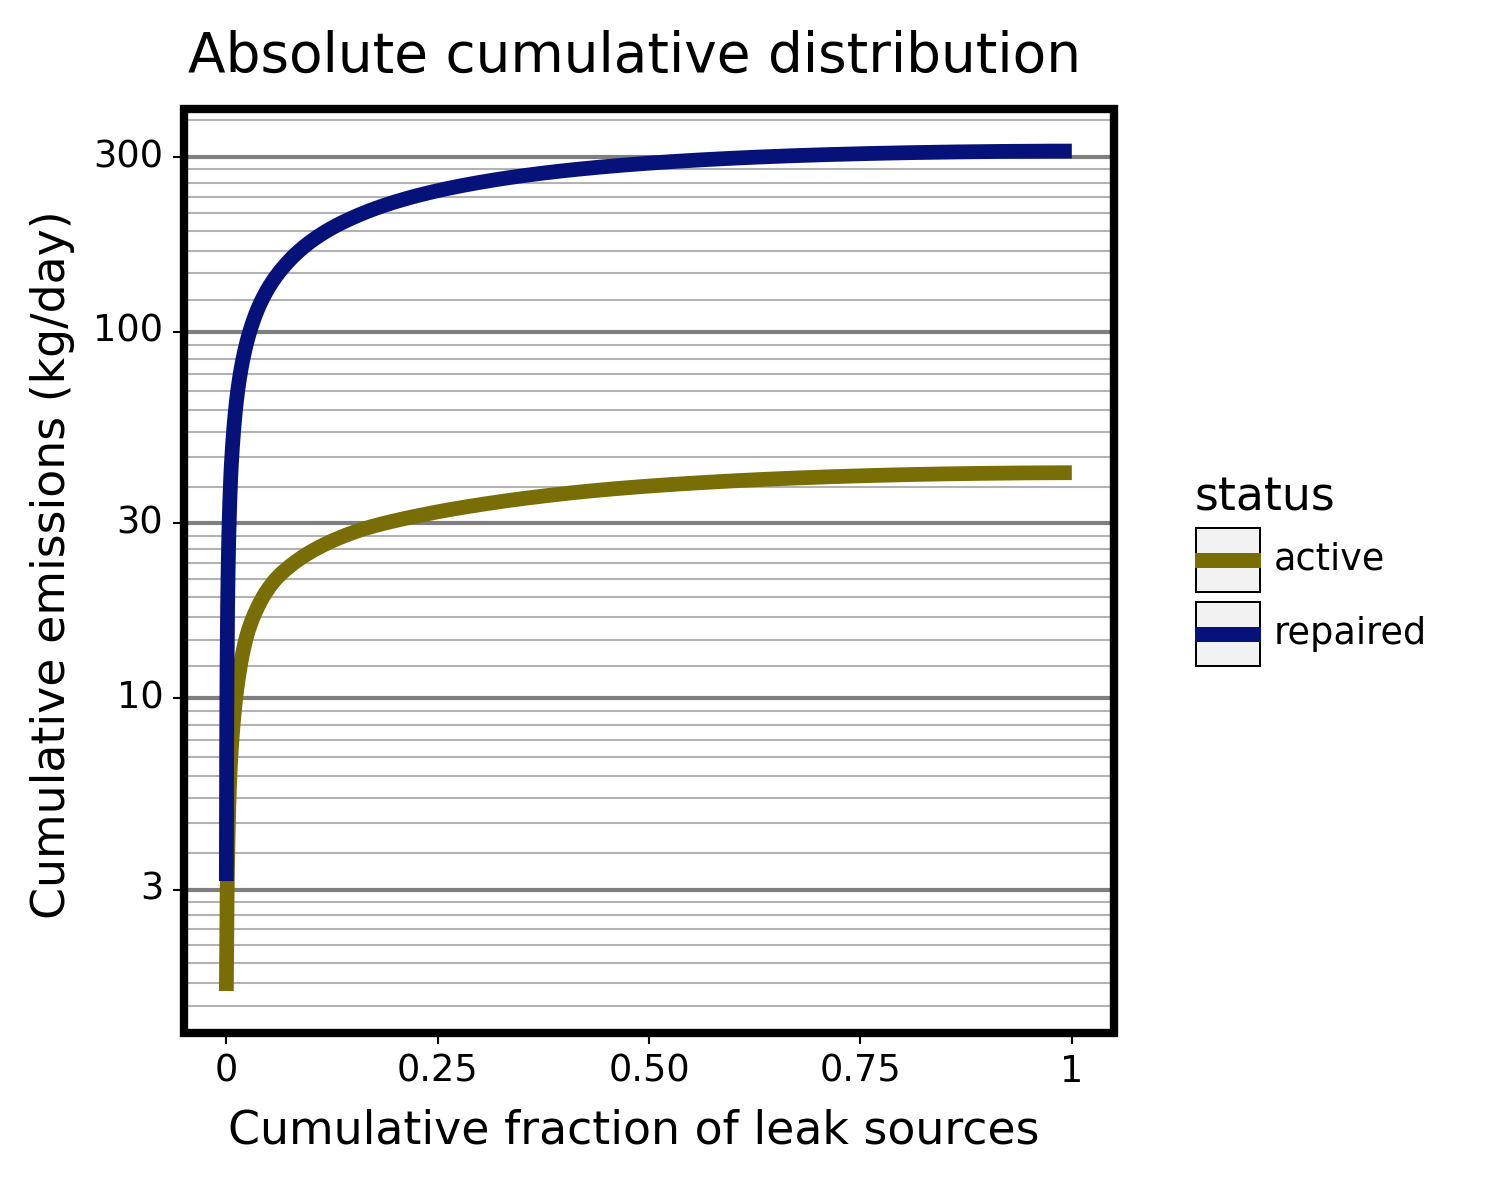 Absolute cumulative distribution
Cumulative emissions (kg/day)
300
100
30
10
3
0
0.25
0.50
0.75
1
Cumulative fraction of leak sources
status
active
repaired